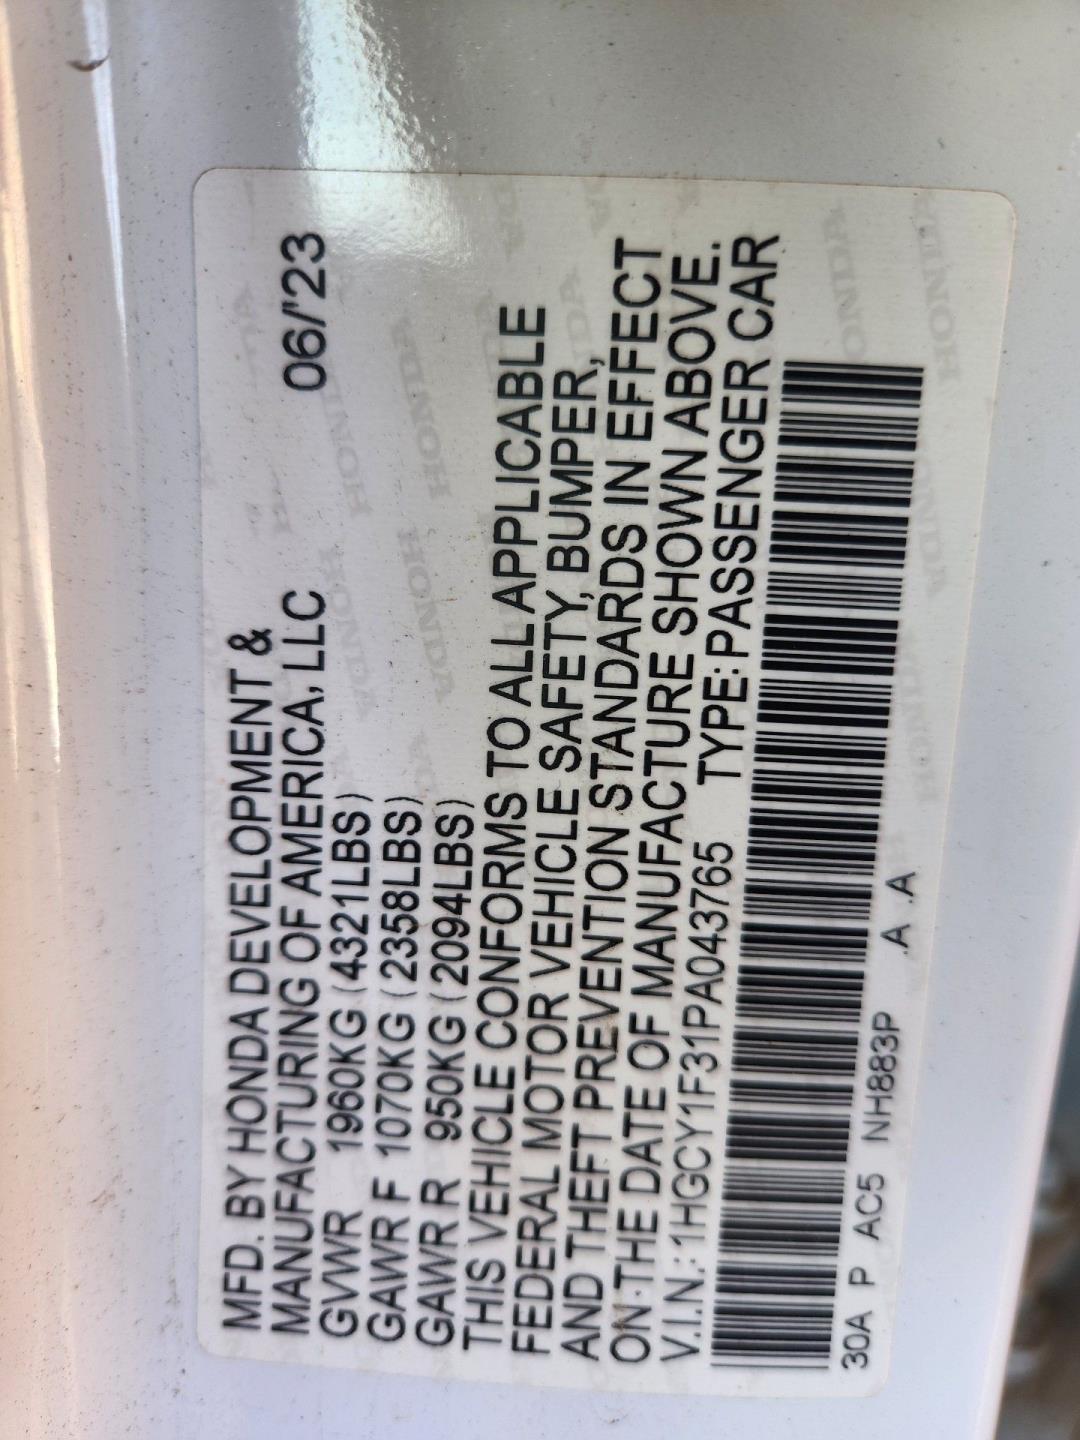 MFD. BY HONDA DEVELOPMENT &
MANUFACTURING OF AMERICA, LLC 06/'23
GVWR 1960KG (4321LBS)
GAWR F 1070KG (2358LBS)
GAWR R 950KG (2094LBS)
THIS VEHICLE CONFORMS TO ALL APPLICABLE
FEDERAL MOTOR VEHICLE SAFETY, BUMPER,
AND THEFT PREVENTION STANDARDS IN EFFECT
ON THE DATE OF MANUFACTURE SHOWN ABOVE.
V.I.N.: 1HGCY1F31PA043765 TYPE: PASSENGER CAR
30A P AC5 NH883P .A .A